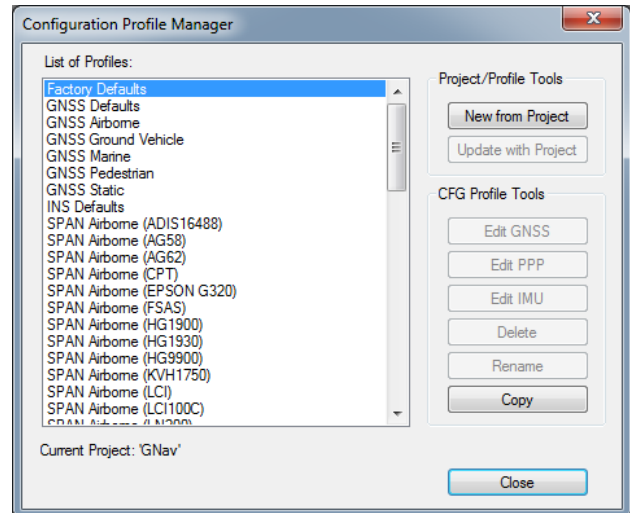 Configuration Profile Manager
List of Profiles:
Factory Defaults
GNSS Defaults
GNSS Airborne
GNSS Ground Vehicle
GNSS Marine
GNSS Pedestrian
GNSS Static
INS Defaults
SPAN Airborne (ADIS16488)
SPAN Airborne (AG58)
SPAN Airborne (AG62)
SPAN Airborne (CPT)
SPAN Airborne (EPSON G320)
SPAN Airborne (FSAS)
SPAN Airborne (HG1900)
SPAN Airborne (HG1930)
SPAN Airborne (HG9900)
SPAN Airborne (KVH1750)
SPAN Airborne (LCI)
SPAN Airborne (LCI100C)
SPAN Airborne (LN200)
Current Project: 'GNav'
Project/Profile Tools
New from Project
Update with Project
CFG Profile Tools
Edit GNSS
Edit PPP
Edit IMU
Delete
Rename
Copy
Close